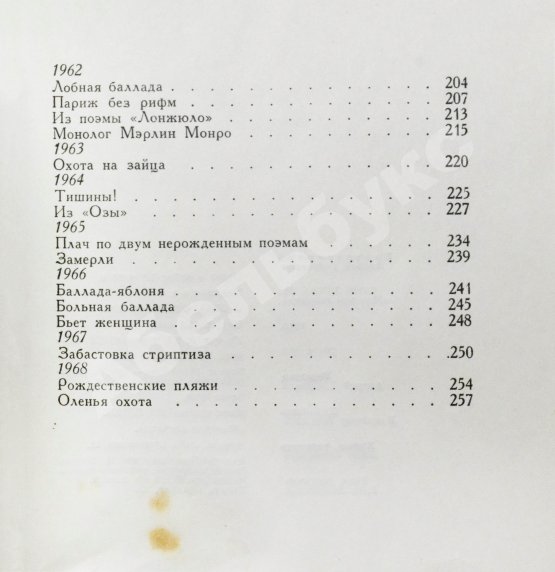 1962
Лобная баллада . . . . . . . . . . . . . 204
Париж без рифм . . . . . . . . . . . . . 207
Из поэмы «Лонжюло» . . . . . . . . . . . 213
Монолог Мэрлин Монро . . . . . . . . . . 215
1963
Охота на зайца . . . . . . . . . . . . . 220
1964
Тишины! . . . . . . . . . . . . . . . . 225
Из «Озы» . . . . . . . . . . . . . . . . 227
1965
Плач по двум нерожденным поэмам . . . . . 234
Замерли . . . . . . . . . . . . . . . . 239
1966
Баллада-яблоня . . . . . . . . . . . . . 241
Больная баллада . . . . . . . . . . . . 245
Бьет женщина . . . . . . . . . . . . . . 248
1967
Забастовка стриптиза . . . . . . . . . . 250
1968
Рождественские пляжи . . . . . . . . . . 254
Оленья охота . . . . . . . . . . . . . . 257